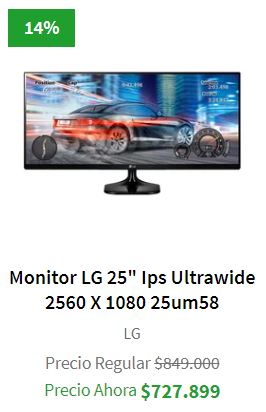 14%
Monitor LG 25" Ips Ultrawide
2560 X 1080 25um58
LG
Precio Regular $849.000
Precio Ahora $727.899